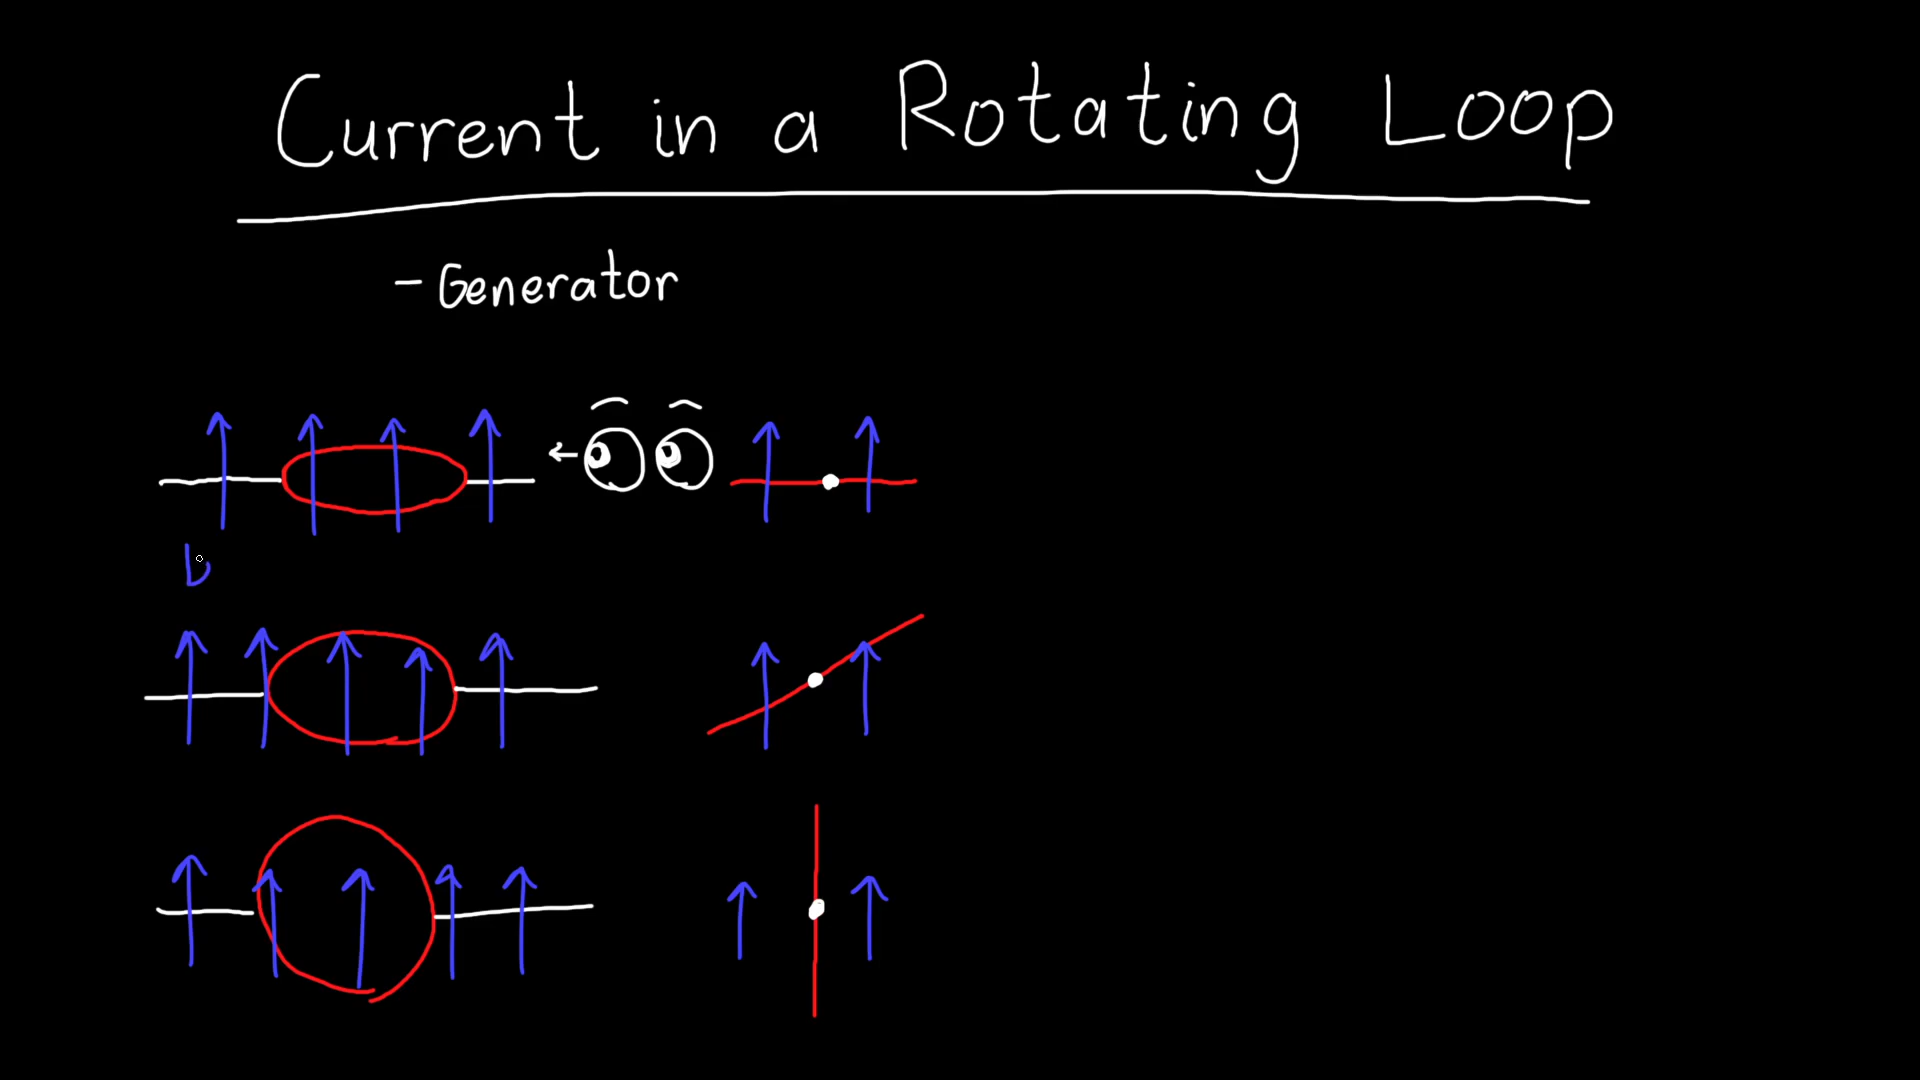 Current in a Rotating Loop
- Generator